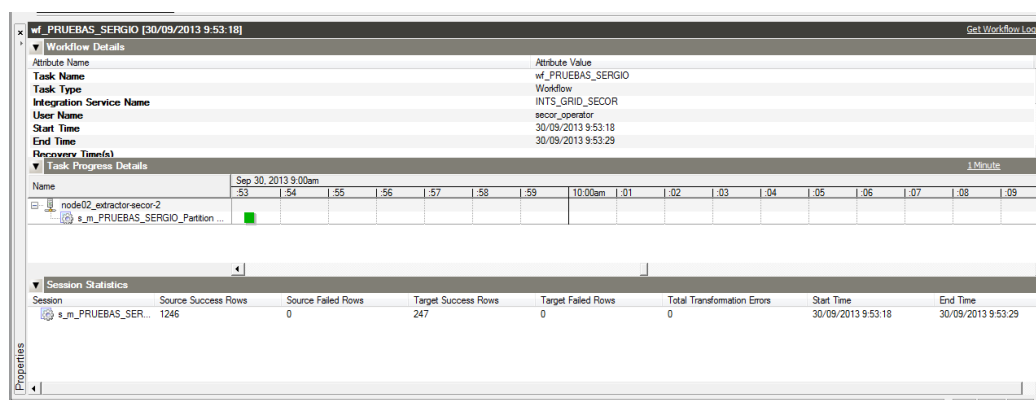 wf_PRUEBAS_SERGIO [30/09/2013 9:53:18] Get Workflow Log
Workflow Details
Attribute Name Attribute Value
Task Name wf_PRUEBAS_SERGIO
Task Type Workflow
Integration Service Name INTS_GRID_SECOR
User Name secor_operator
Start Time 30/09/2013 9:53:18
End Time 30/09/2013 9:53:29
Recovery Time(s)
Task Progress Details 1 Minute
Name Sep 30, 2013 9:00am
:53 :54 :55 :56 :57 :58 :59 10:00am :01 :02 :03 :04 :05 :06 :07 :08 :09
node02_extractor-secor-2
s_m_PRUEBAS_SERGIO_Partition ...
Session Statistics
Session Source Success Rows Source Failed Rows Target Success Rows Target Failed Rows Total Transformation Errors Start Time End Time
s_m_PRUEBAS_SER... 1246 0 247 0 0 30/09/2013 9:53:18 30/09/2013 9:53:29
Properties